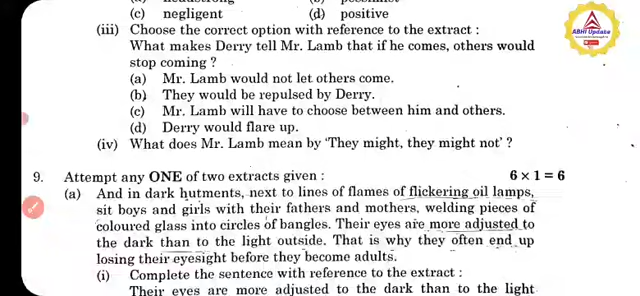 (c) negligent (d) positive
(iii) Choose the correct option with reference to the extract :
What makes Derry tell Mr. Lamb that if he comes, others would
stop coming ?
(a) Mr. Lamb would not let others come.
(b) They would be repulsed by Derry.
(c) Mr. Lamb will have to choose between him and others.
(d) Derry would flare up.
(iv) What does Mr. Lamb mean by 'They might, they might not' ?
9. Attempt any ONE of two extracts given : 6 × 1 = 6
(a) And in dark hutments, next to lines of flames of flickering oil lamps,
sit boys and girls with their fathers and mothers, welding pieces of
coloured glass into circles of bangles. Their eyes are more adjusted to
the dark than to the light outside. That is why they often end up
losing their eyesight before they become adults.
(i) Complete the sentence with reference to the extract :
Their eyes are more adjusted to the dark than to the light
ABHI Update